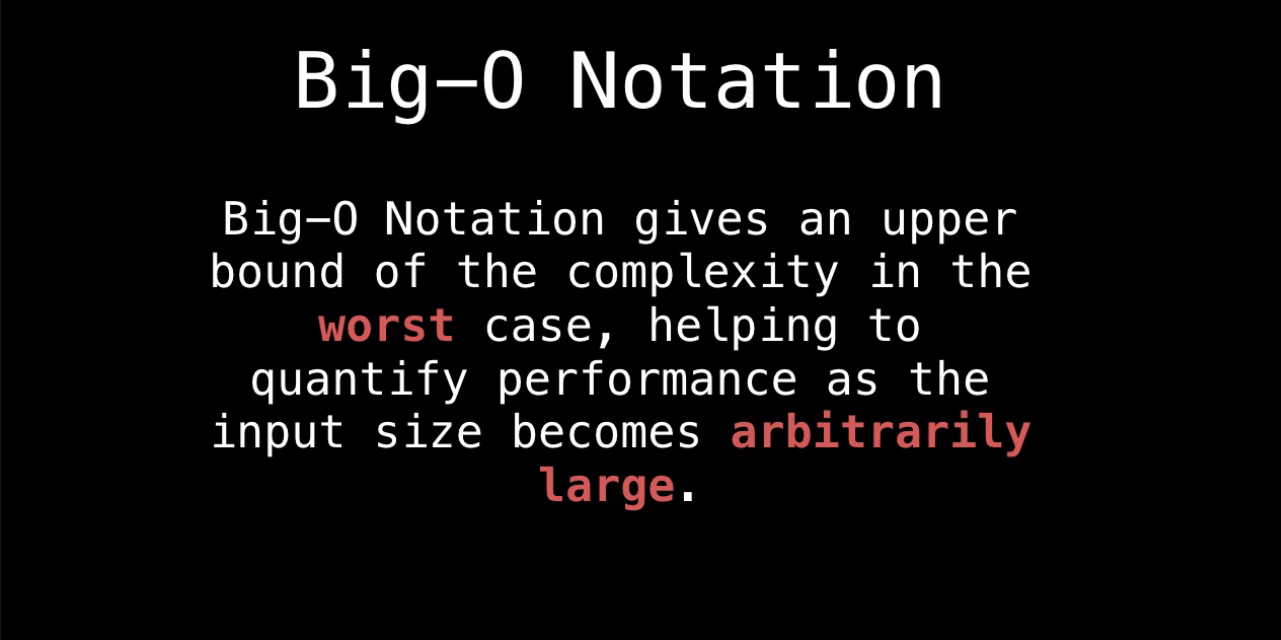 Big-O Notation
Big-O Notation gives an upper
bound of the complexity in the
worst case, helping to
quantify performance as the
input size becomes arbitrarily
large.